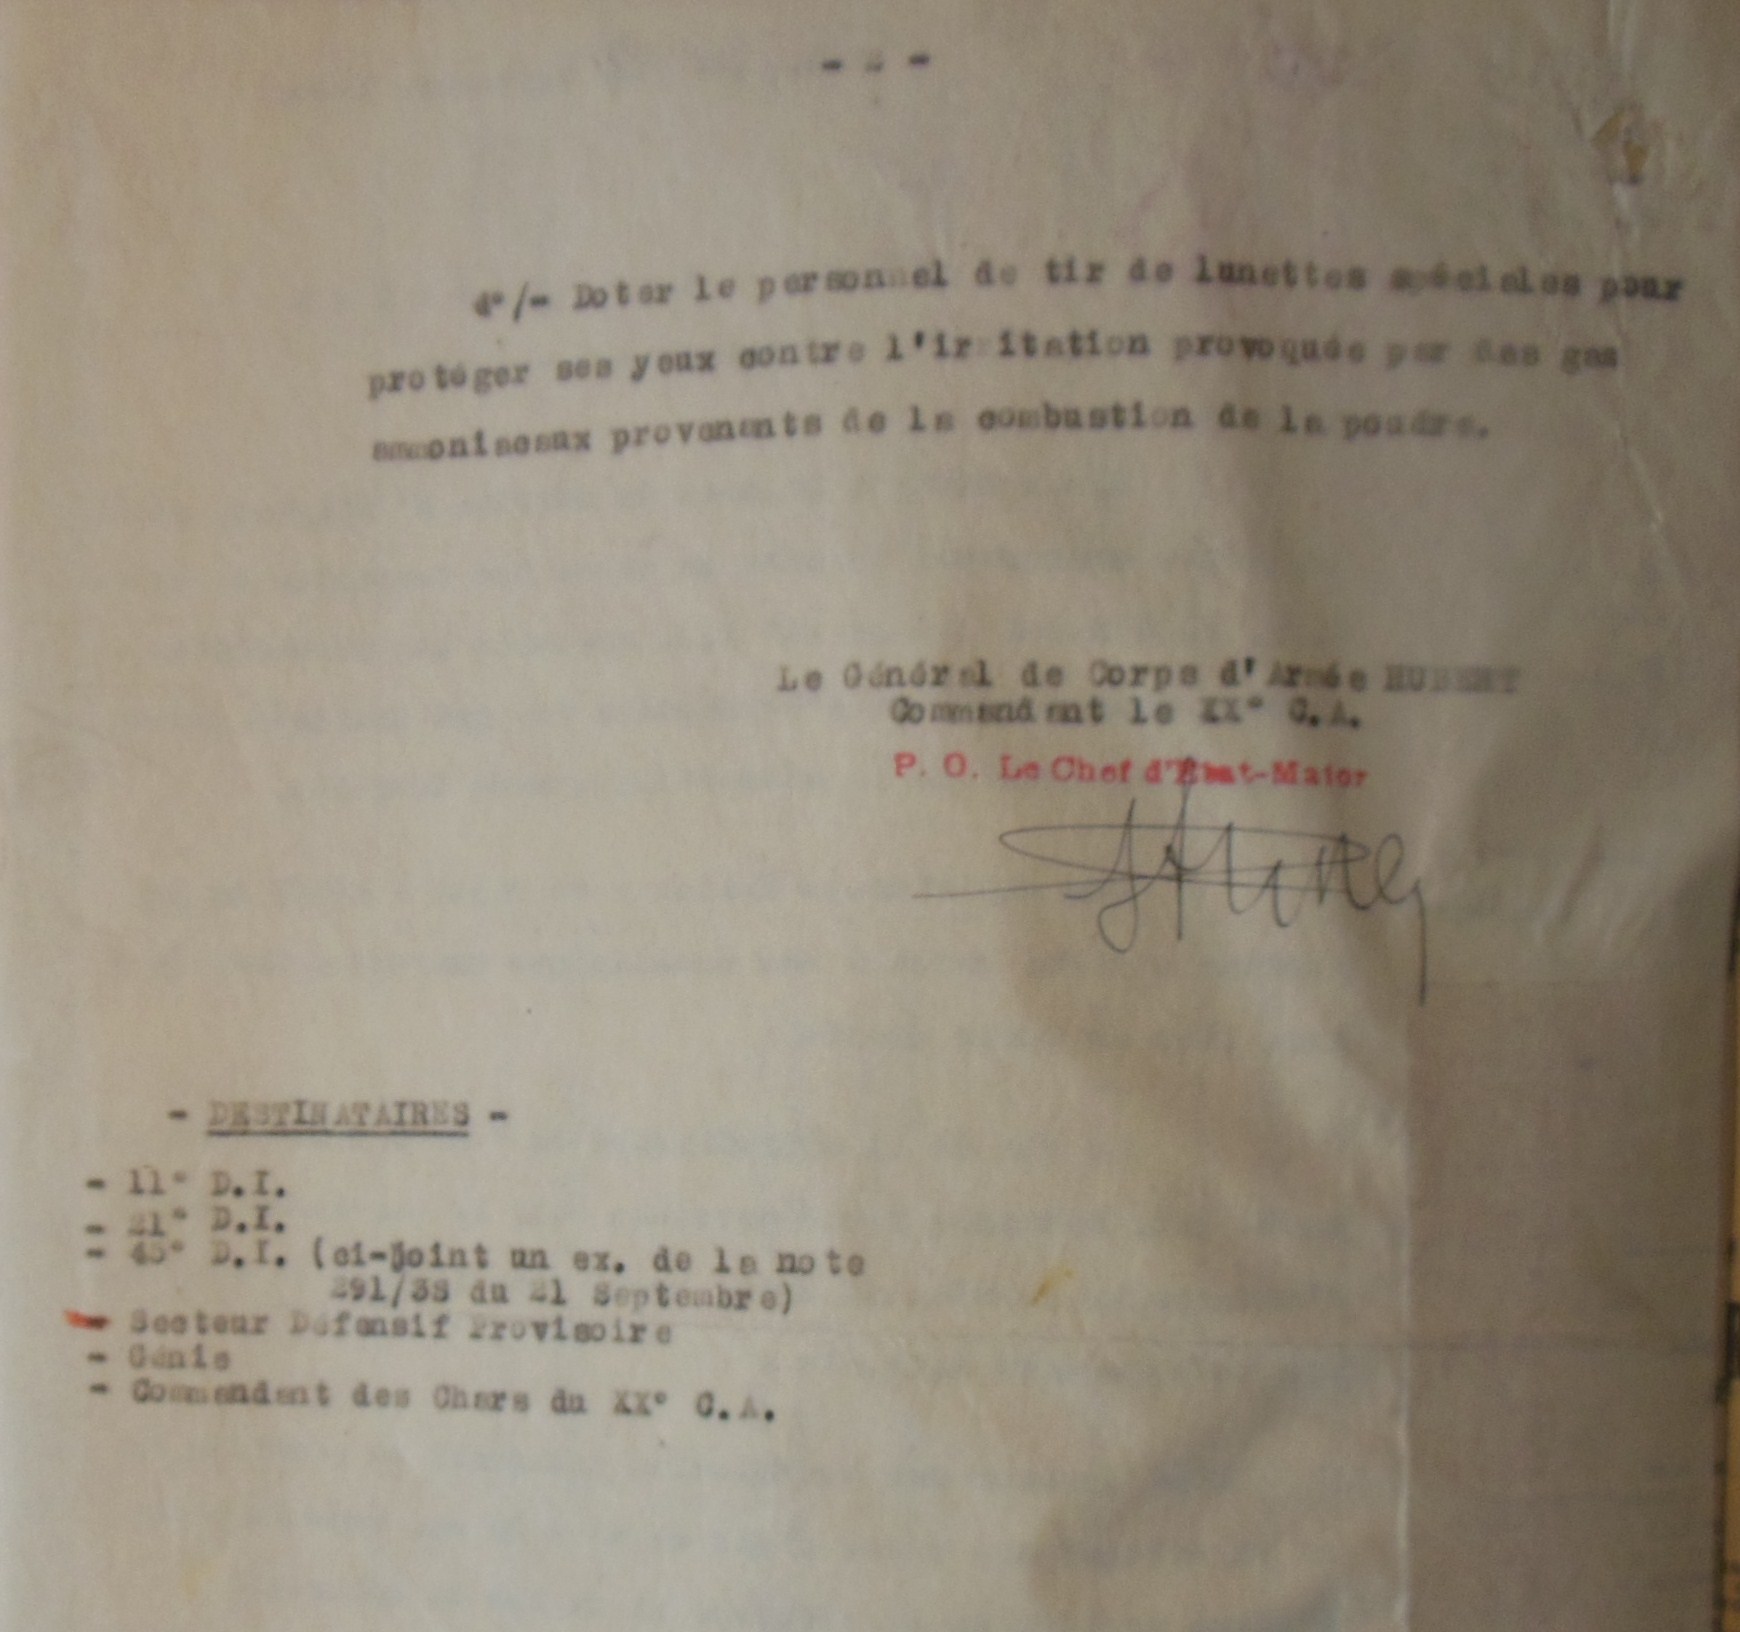 - 2 -
d°/- Doter le personnel de tir de lunettes spéciales pour
protéger ses yeux contre l'irritation provoquée par des gas
ammoniacaux provenants de la combustion de la poudre.
Le Général de Corps d'Armée HUBERT
Commandant le XX° C.A.
P. O. Le Chef d'Etat-Major
- DESTINATAIRES -
- 11° D.I.
- 21° D.I.
- 45° D.I. (ci-joint un ex. de la note
291/3S du 21 Septembre)
- Secteur Défensif Provisoire
- Génie
- Commandant des Chars du XX° C.A.